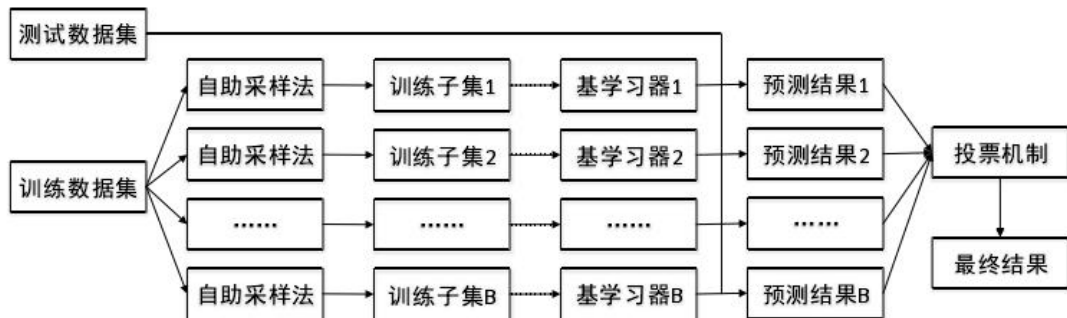 测试数据集
自助采样法 训练子集1 基学习器1 预测结果1
自助采样法 训练子集2 基学习器2 预测结果2
投票机制
训练数据集
…… …… …… ……
最终结果
自助采样法 训练子集B 基学习器B 预测结果B